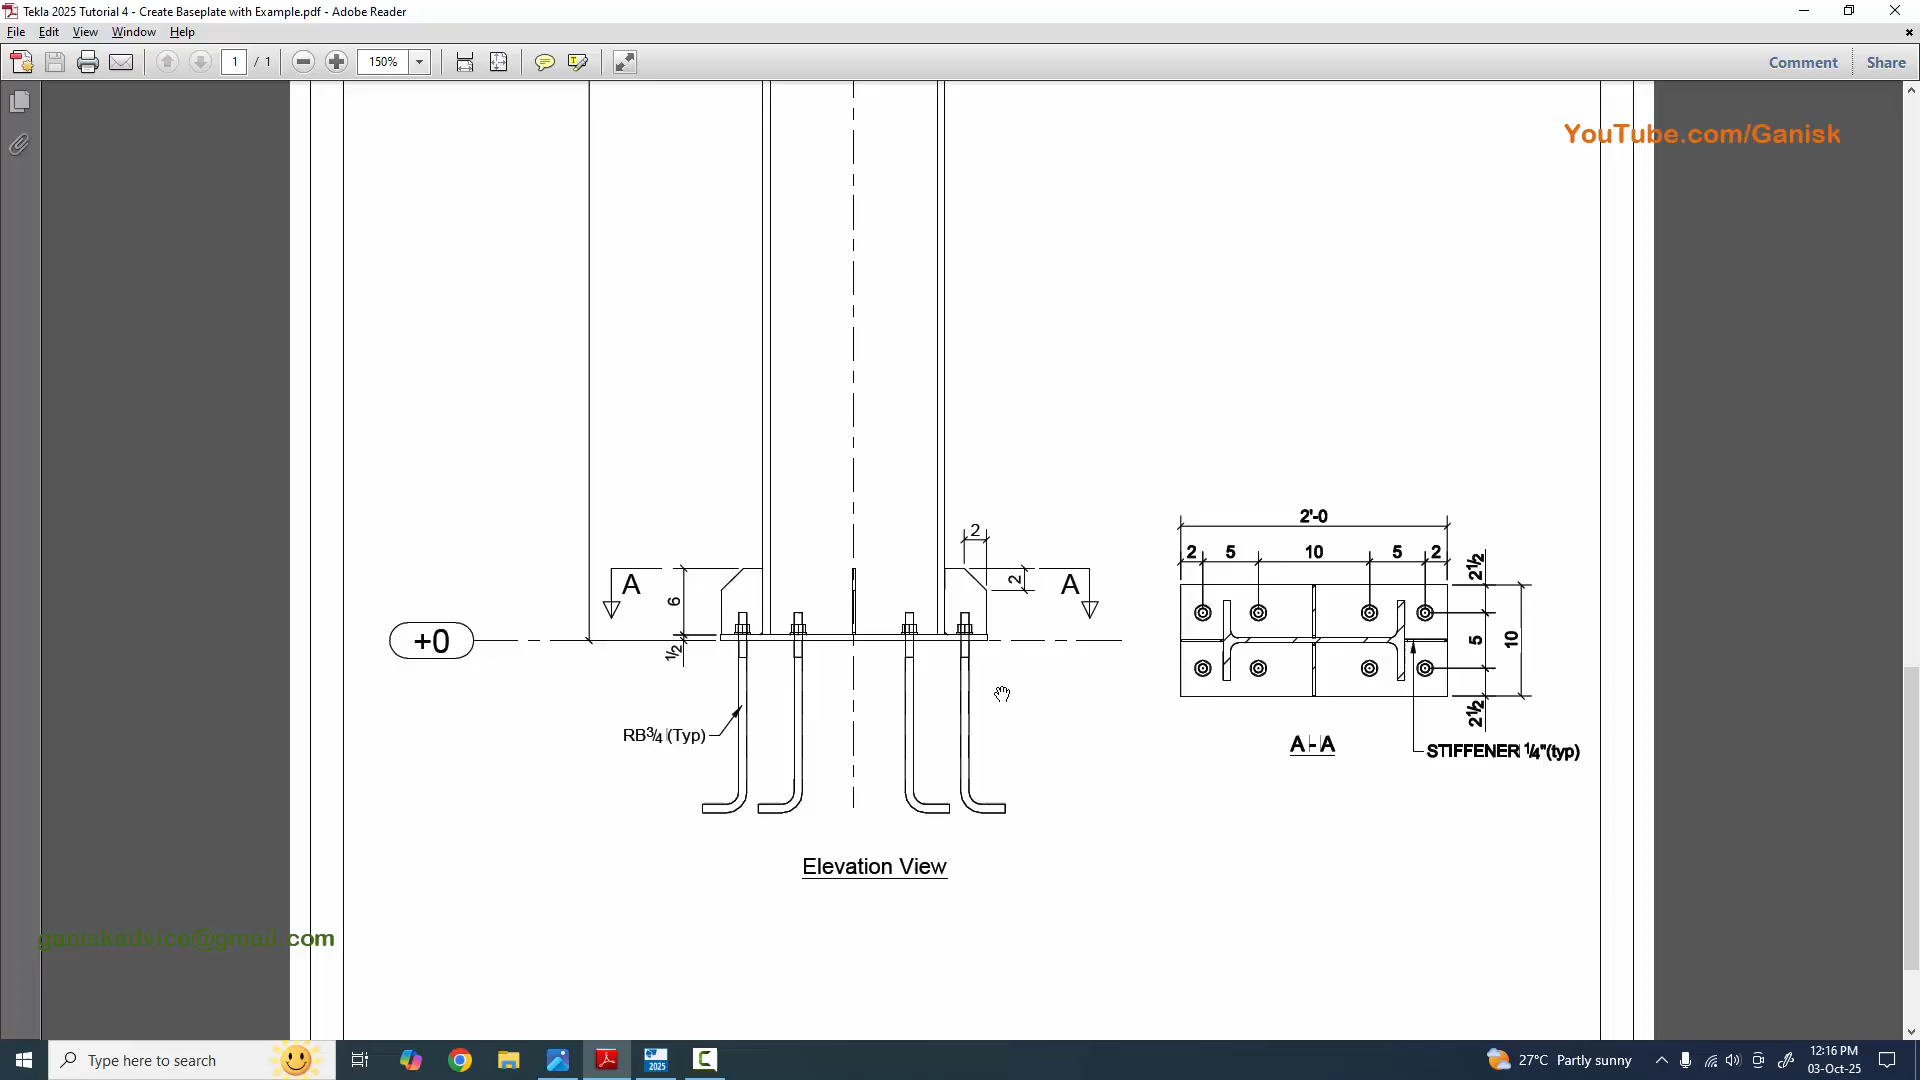 Tekla 2025 Tutorial 4 - Create Baseplate with Example.pdf - Adobe Reader
File Edit View Window Help
1 / 1 150% Comment Share
YouTube.com/Ganisk
2'-0
2 5 10 5 2
2½
2
A 6 2 A
5 10
+0
½
2½
RB¾ (Typ)
A - A
STIFFENER ¼"(typ)
Elevation View
ganiskadvice@gmail.com
Type here to search
2025
27°C Partly sunny
12:16 PM
03-Oct-25